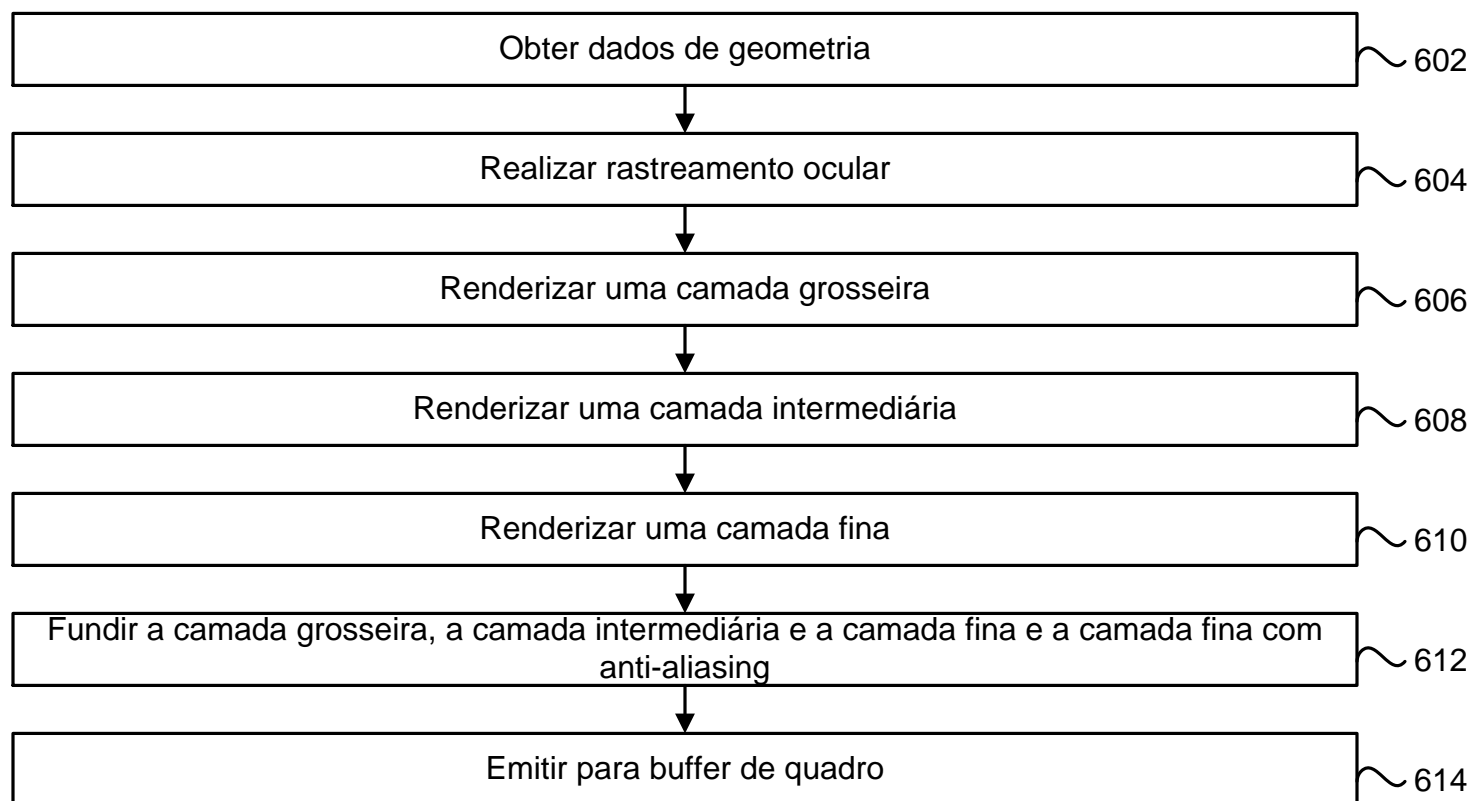 Obter dados de geometria
602
Realizar rastreamento ocular
604
Renderizar uma camada grosseira
606
Renderizar uma camada intermediária
608
Renderizar uma camada fina
610
Fundir a camada grosseira, a camada intermediária e a camada fina e a camada fina com
anti-aliasing
612
Emitir para buffer de quadro
614